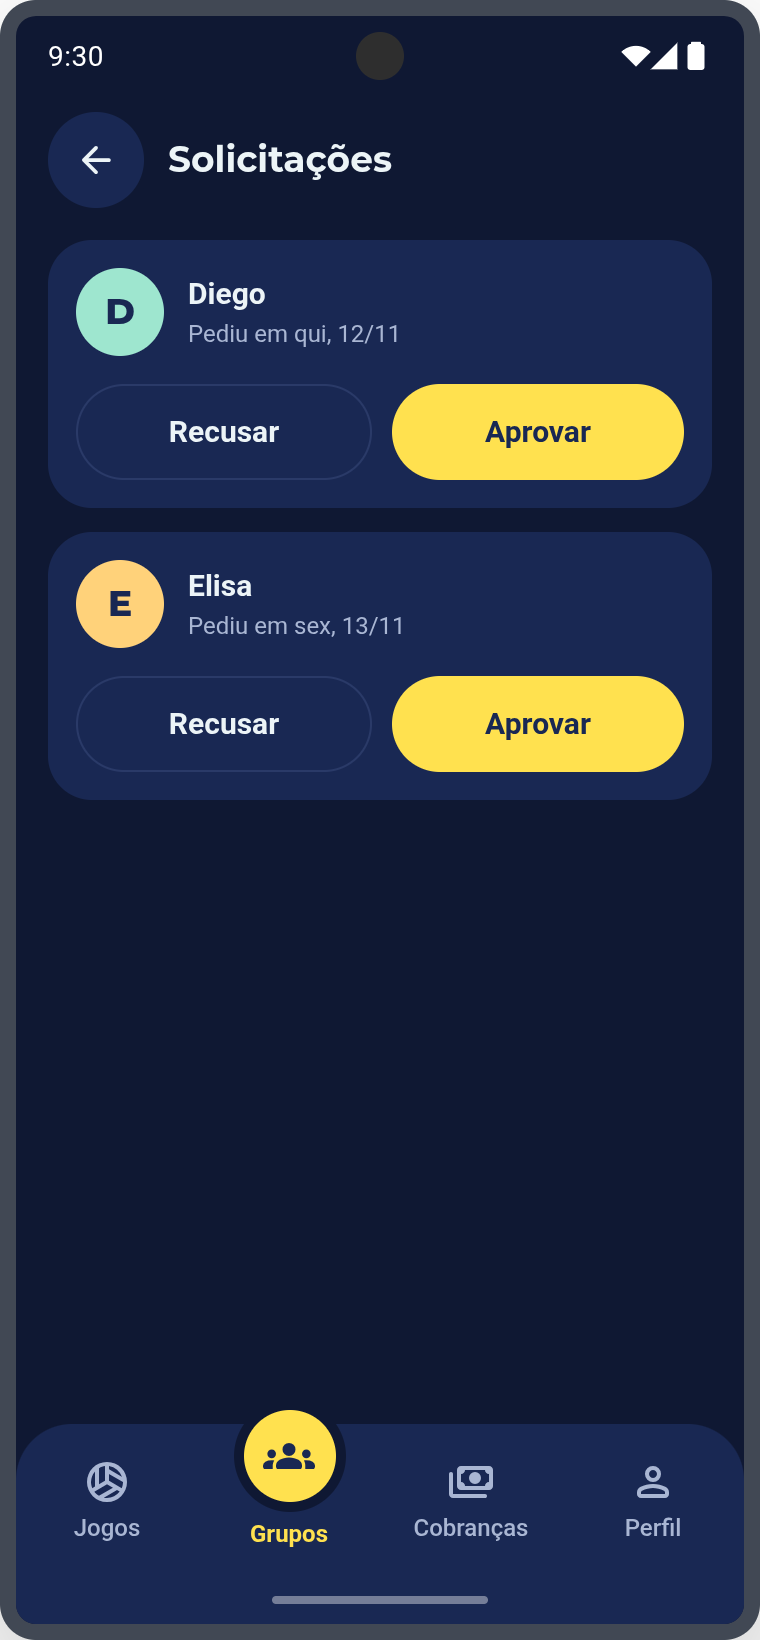 9:30
Solicitações
D
Diego
Pediu em qui, 12/11
Recusar
Aprovar
E
Elisa
Pediu em sex, 13/11
Recusar
Aprovar
Jogos
Grupos
Cobranças
Perfil